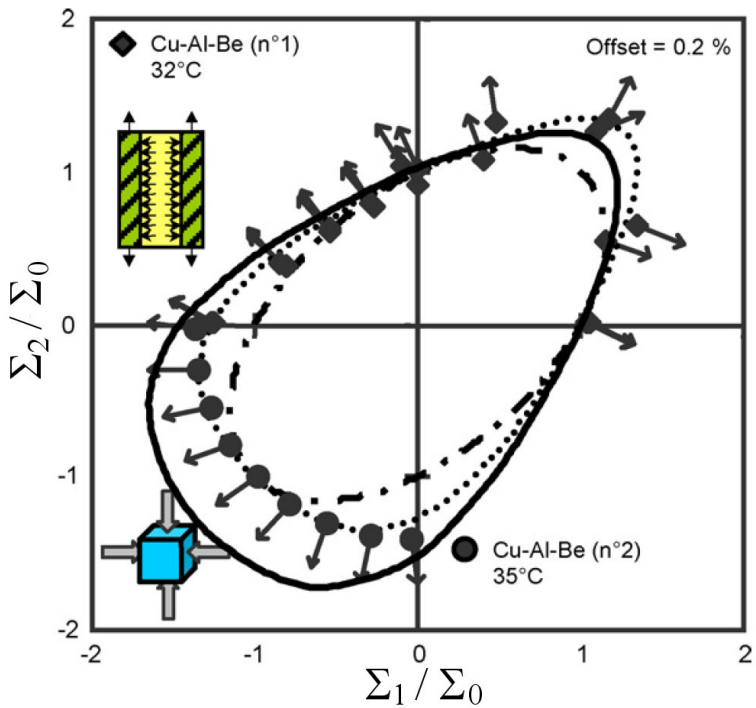 2
Cu-Al-Be (n°1)
32°C
Offset = 0.2 %
1
Σ₂ / Σ₀
0
-1
Cu-Al-Be (n°2)
35°C
-2
-2 -1 0 1 2
Σ₁ / Σ₀